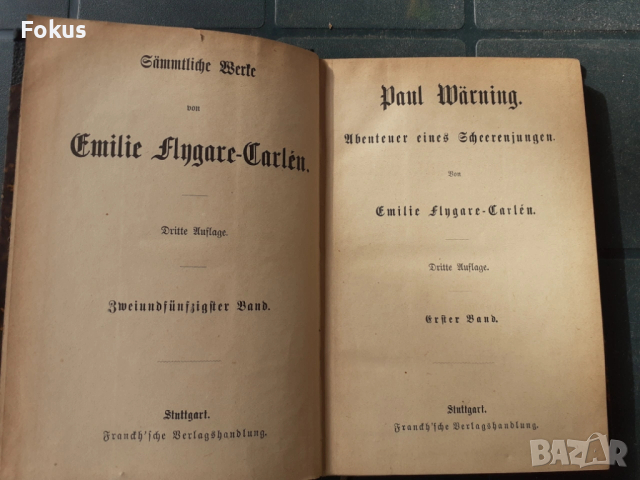 Fokus
Sämmtliche Werke
von
Emilie Flygare-Carlén.
Dritte Auflage.
Zweiundfünfzigster Band.
Stuttgart.
Franckh'sche Verlagshandlung.
Paul Wärning.
Abenteuer eines Scheerenjungen.
Von
Emilie Flygare-Carlén.
Dritte Auflage.
Erster Band.
Stuttgart.
Franckh'sche Verlagshandlung.
BAZAR